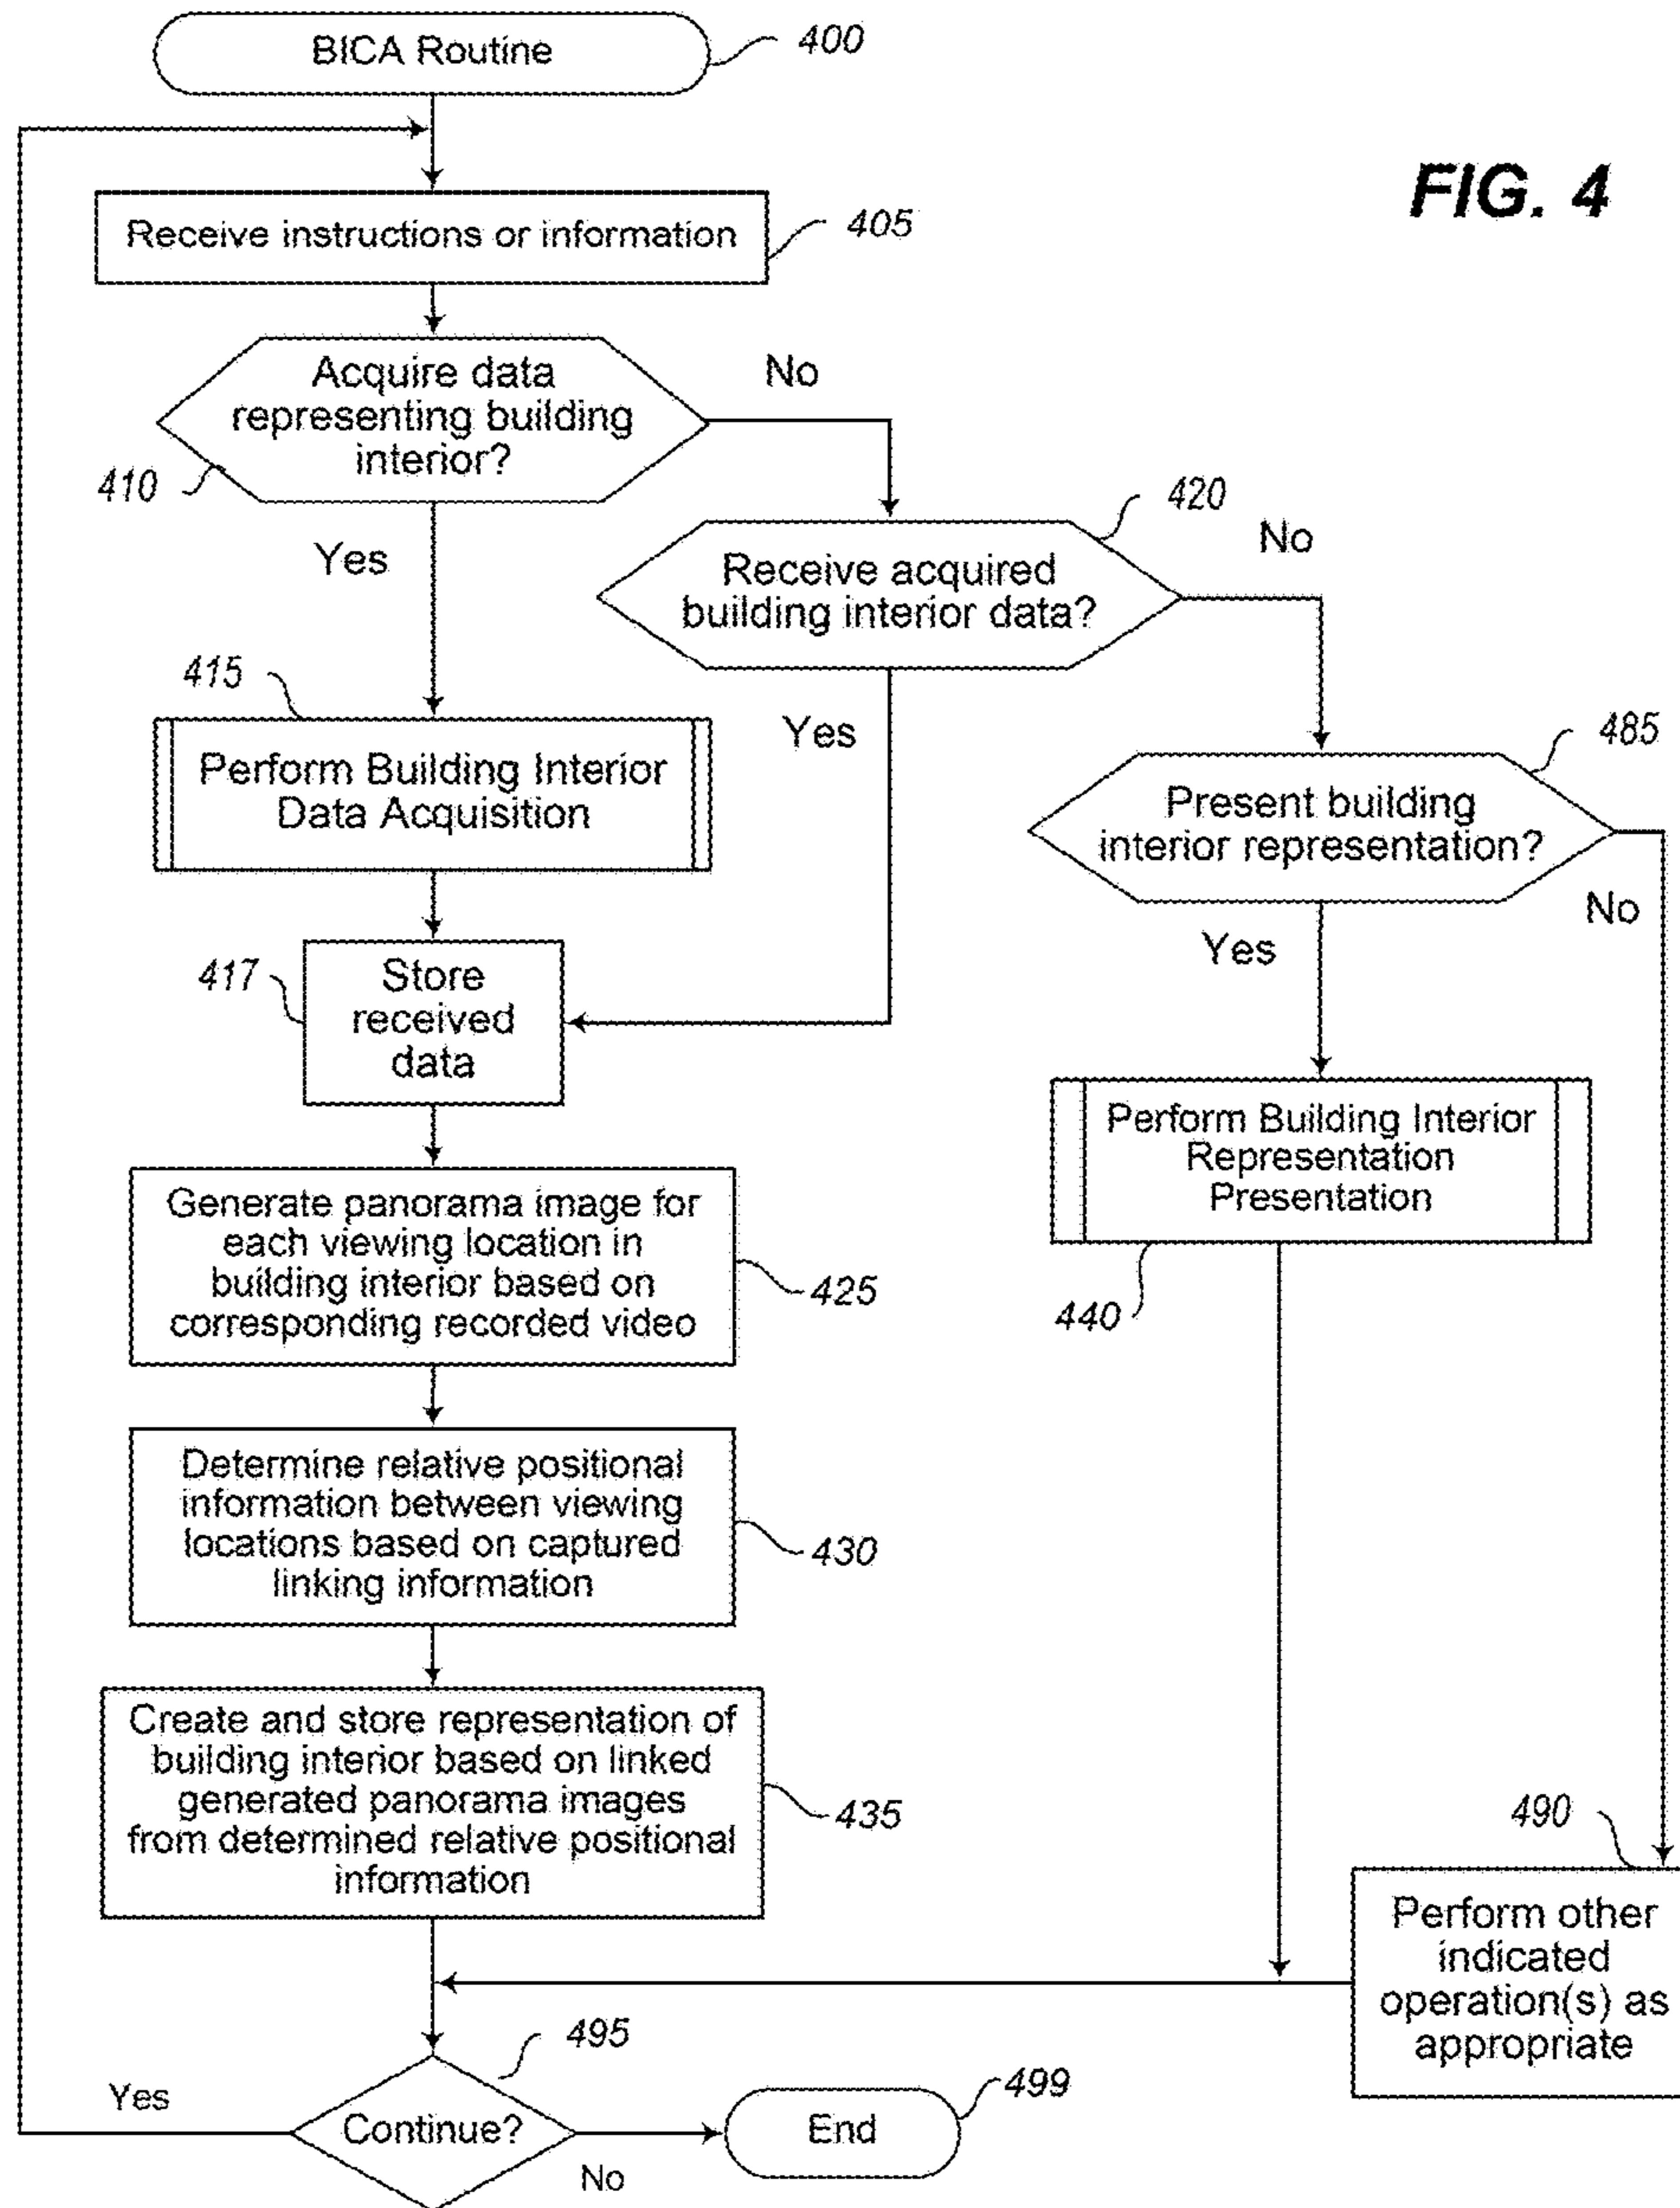 BICA Routine
400
FIG. 4
Receive instructions or information
405
Acquire data
representing building
interior?
410
No
Yes
420
Receive acquired
building interior data?
No
Yes
415
Perform Building Interior
Data Acquisition
485
Present building
interior representation?
No
Yes
417
Store
received
data
Perform Building Interior
Representation
Presentation
440
Generate panorama image for
each viewing location in
building interior based on
corresponding recorded video
425
Determine relative positional
information between viewing
locations based on captured
linking information
430
Create and store representation of
building interior based on linked
generated panorama images
from determined relative positional
information
435
490
Perform other
indicated
operation(s) as
appropriate
495
Continue?
Yes
No
End
499